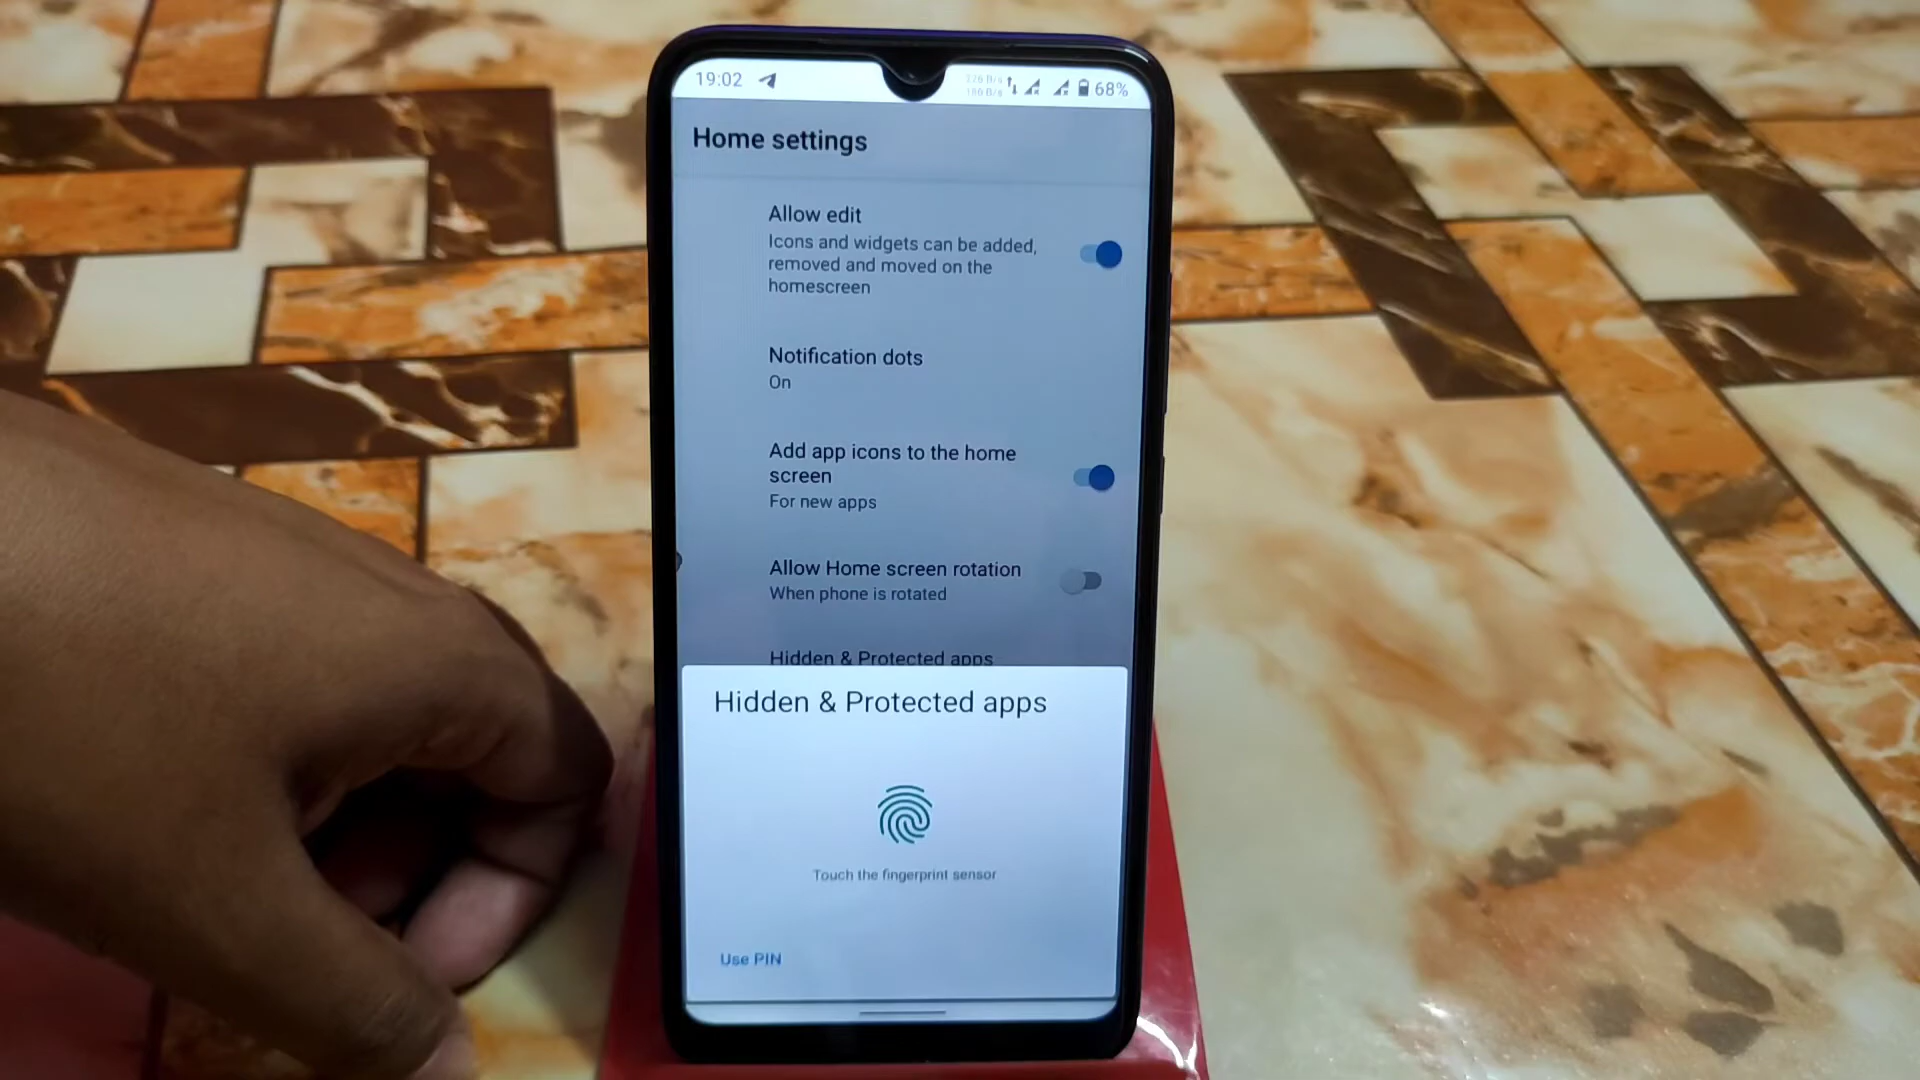 19:02
68%
Home settings
Allow edit
Icons and widgets can be added,
removed and moved on the
homescreen
Notification dots
On
Add app icons to the home
screen
For new apps
Allow Home screen rotation
When phone is rotated
Hidden & Protected apps
Hidden & Protected apps
Touch the fingerprint sensor
Use PIN